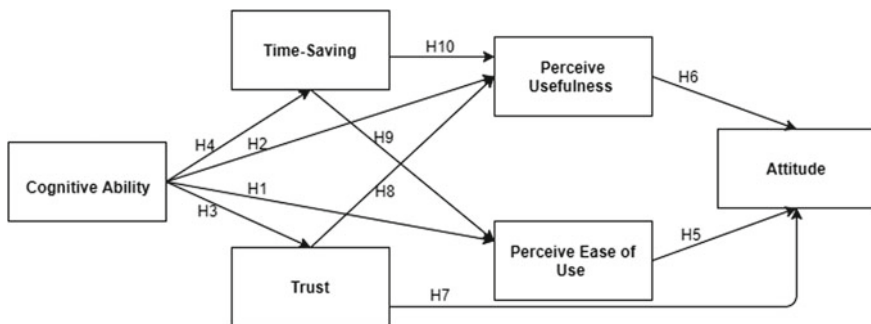 Time-Saving
H10
Perceive
Usefulness
H6
H4
H2
H9
Attitude
Cognitive Ability
H1
H8
H3
Perceive Ease of
Use
H5
Trust
H7